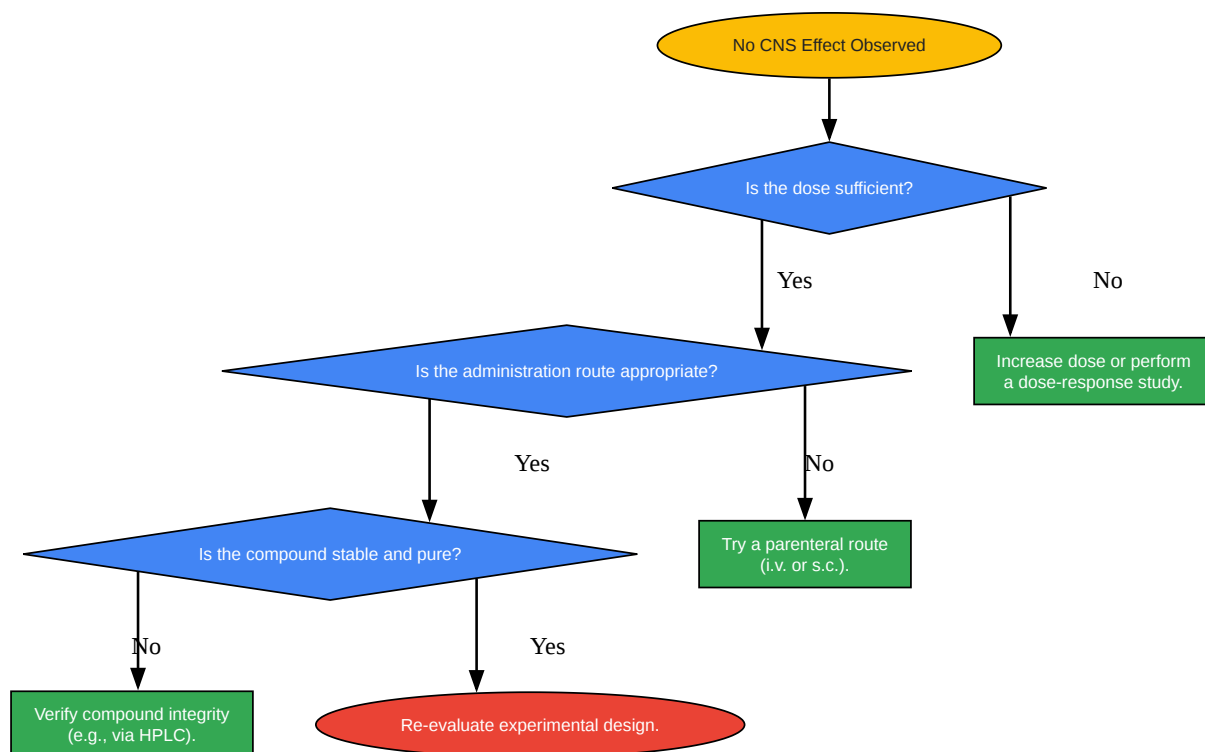 No CNS Effect Observed
Is the dose sufficient?
Yes
No
Increase dose or perform
a dose-response study.
Is the administration route appropriate?
Yes
No
Try a parenteral route
(i.v. or s.c.).
Is the compound stable and pure?
No
Yes
Verify compound integrity
(e.g., via HPLC).
Re-evaluate experimental design.